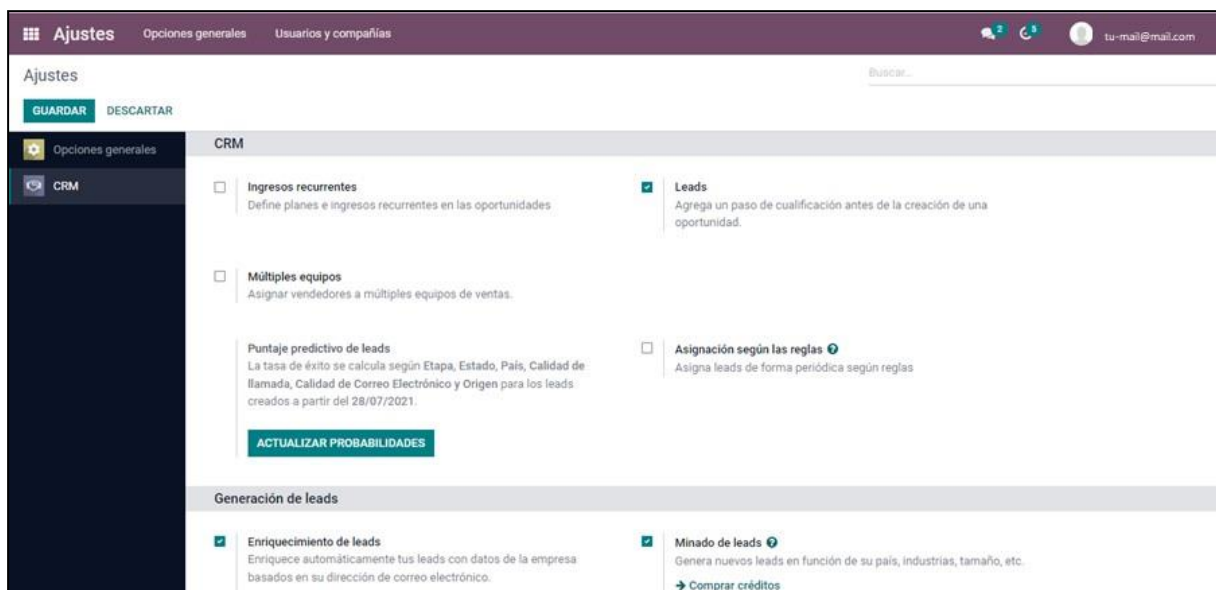 Ajustes Opciones generales Usuarios y compañías 2 5 tu-mail@mail.com
Ajustes Buscar...
GUARDAR DESCARTAR
Opciones generales
CRM
CRM
Ingresos recurrentes
Define planes e ingresos recurrentes en las oportunidades
Leads
Agrega un paso de cualificación antes de la creación de una
oportunidad.
Múltiples equipos
Asignar vendedores a múltiples equipos de ventas.
Puntaje predictivo de leads
La tasa de éxito se calcula según Etapa, Estado, País, Calidad de
llamada, Calidad de Correo Electrónico y Origen para los leads
creados a partir del 28/07/2021.
ACTUALIZAR PROBABILIDADES
Asignación según las reglas ?
Asigna leads de forma periódica según reglas
Generación de leads
Enriquecimiento de leads
Enriquece automáticamente tus leads con datos de la empresa
basados en su dirección de correo electrónico.
Minado de leads ?
Genera nuevos leads en función de su país, industrias, tamaño, etc.
→ Comprar créditos